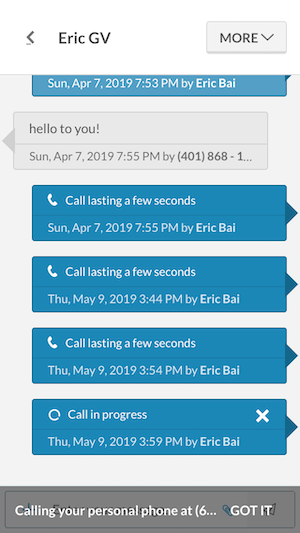 Eric GV
MORE
Sun, Apr 7, 2019 7:53 PM by Eric Bai
hello to you!
Sun, Apr 7, 2019 7:55 PM by (401) 868 - 1...
Call lasting a few seconds
Sun, Apr 7, 2019 7:55 PM by Eric Bai
Call lasting a few seconds
Thu, May 9, 2019 3:44 PM by Eric Bai
Call lasting a few seconds
Thu, May 9, 2019 3:54 PM by Eric Bai
Call in progress
Thu, May 9, 2019 3:59 PM by Eric Bai
Calling your personal phone at (6... GOT IT